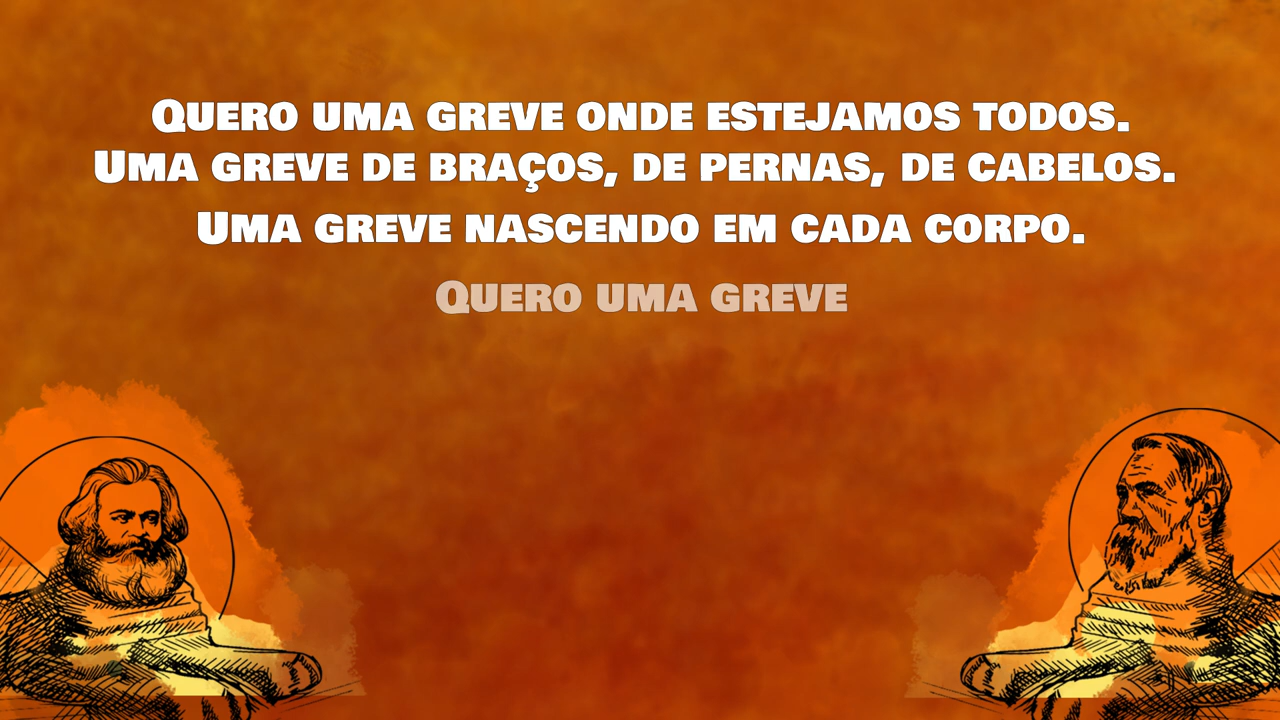 Quero uma greve onde estejamos todos.
Uma greve de braços, de pernas, de cabelos.
Uma greve nascendo em cada corpo.
Quero uma greve